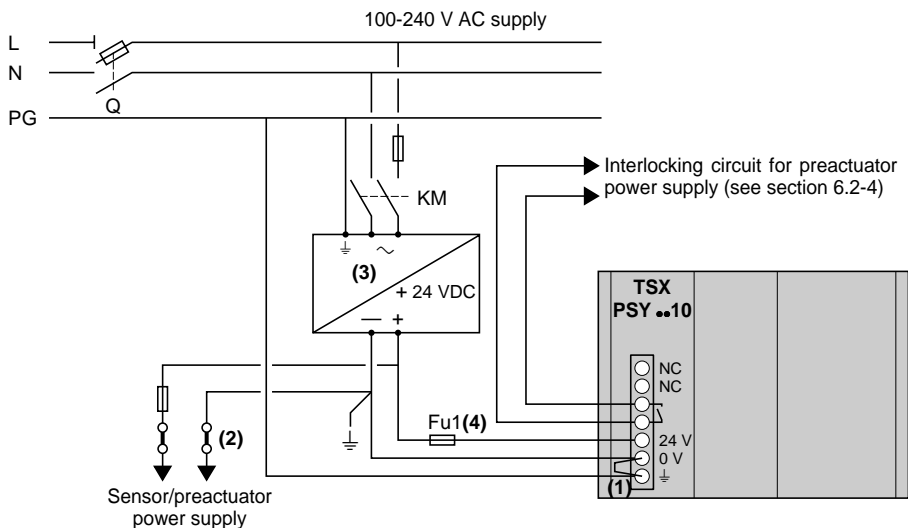 100-240 V AC supply
L
N
Q
PG
Interlocking circuit for preactuator
power supply (see section 6.2-4)
KM
(3)
+ 24 VDC
— +
TSX
PSY ••10
NC
NC
Fu1(4)
24 V
0 V
(2)
(1)
Sensor/preactuator
power supply